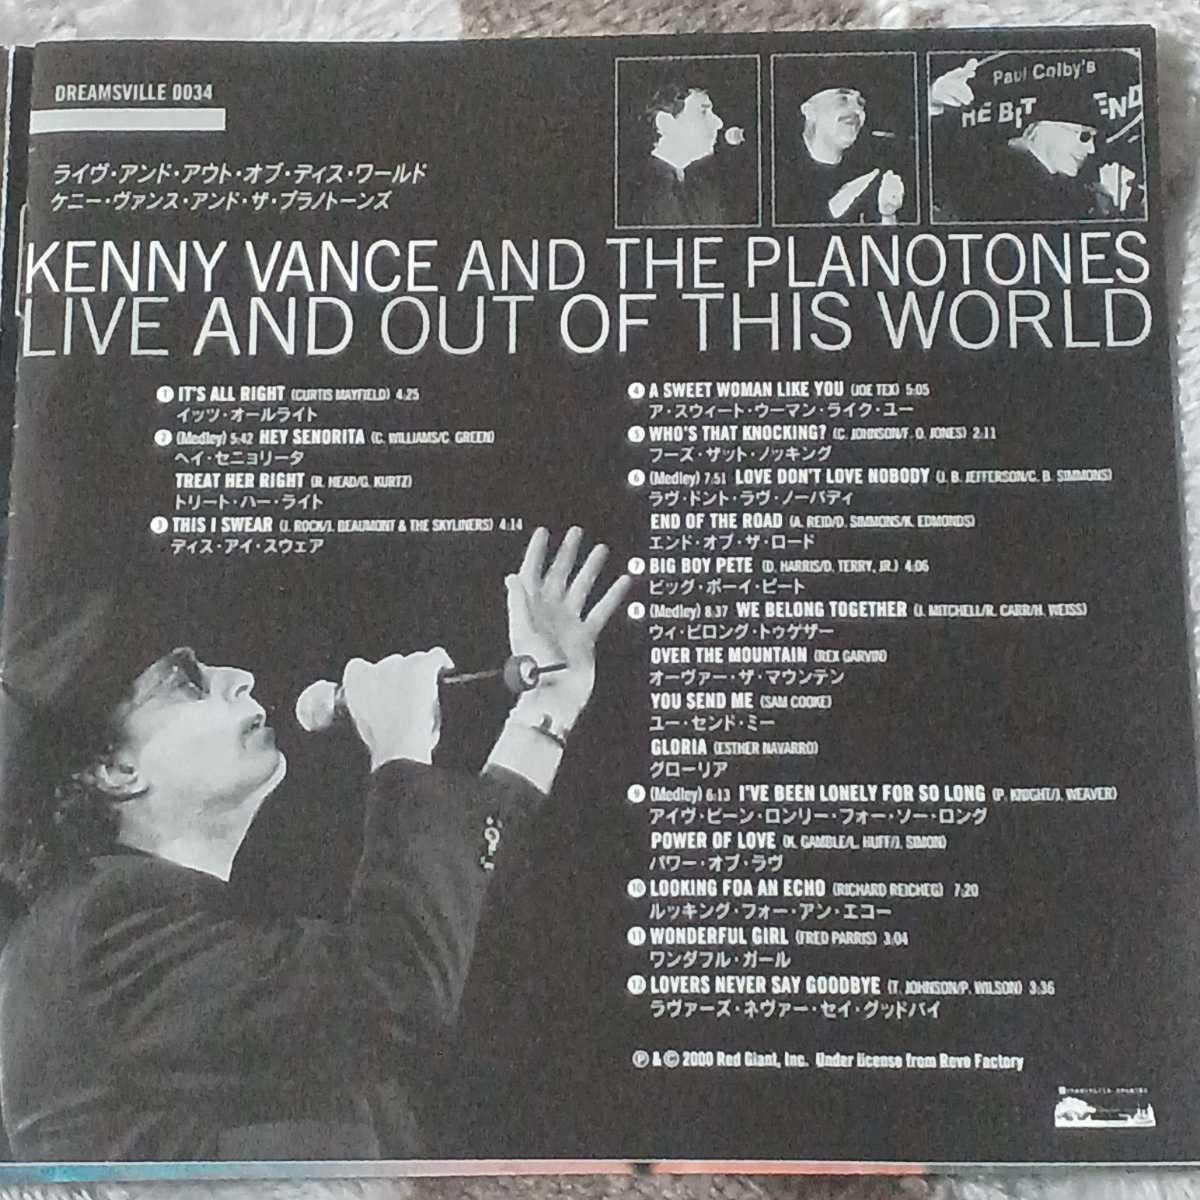 DREAMSVILLE 0034
Paul Colby's
HE BIT END
ライヴ・アンド・アウト・オブ・ディス・ワールド
ケニー・ヴァンス・アンド・ザ・プラノトーンズ
KENNY VANCE AND THE PLANOTONES
LIVE AND OUT OF THIS WORLD
1 IT'S ALL RIGHT (CURTIS MAYFIELD) 4:25
イッツ・オールライト
2 (Medley) 5:42 HEY SENORITA (C. WILLIAMS/C. GREEN)
ヘイ・セニョリータ
TREAT HER RIGHT (R. HEAD/G. KURTZ)
トリート・ハー・ライト
3 THIS I SWEAR (J. ROCK/J. BEAUMONT & THE SKYLINERS) 4:14
ディス・アイ・スウェア
4 A SWEET WOMAN LIKE YOU (JOE TEX) 5:05
ア・スウィート・ウーマン・ライク・ユー
5 WHO'S THAT KNOCKING? (C. JOHNSON/F. O. JONES) 2:11
フーズ・ザット・ノッキング
6 (Medley) 7:51 LOVE DON'T LOVE NOBODY (J. B. JEFFERSON/C. B. SIMMONS)
ラヴ・ドント・ラヴ・ノーバディ
END OF THE ROAD (A. REID/D. SIMMONS/K. EDMONDS)
エンド・オブ・ザ・ロード
7 BIG BOY PETE (D. HARRIS/D. TERRY, JR.) 4:06
ビッグ・ボーイ・ピート
8 (Medley) 8:37 WE BELONG TOGETHER (J. MITCHELL/R. CARR/H. WEISS)
ウィ・ビロング・トゥゲザー
OVER THE MOUNTAIN (REX GARVIN)
オーヴァー・ザ・マウンテン
YOU SEND ME (SAM COOKE)
ユー・センド・ミー
GLORIA (ESTHER NAVARRO)
グローリア
9 (Medley) 6:13 I'VE BEEN LONELY FOR SO LONG (P. KNIGHT/J. WEAVER)
アイヴ・ビーン・ロンリー・フォー・ソー・ロング
POWER OF LOVE (K. GAMBLE/L. HUFF/J. SIMON)
パワー・オブ・ラヴ
10 LOOKING FOA AN ECHO (RICHARD REICHEG) 7:20
ルッキング・フォー・アン・エコー
11 WONDERFUL GIRL (FRED PARRIS) 3:04
ワンダフル・ガール
12 LOVERS NEVER SAY GOODBYE (T. JOHNSON/P. WILSON) 3:36
ラヴァーズ・ネヴァー・セイ・グッドバイ
℗ & © 2000 Red Giant, Inc. Under license from Revo Factory